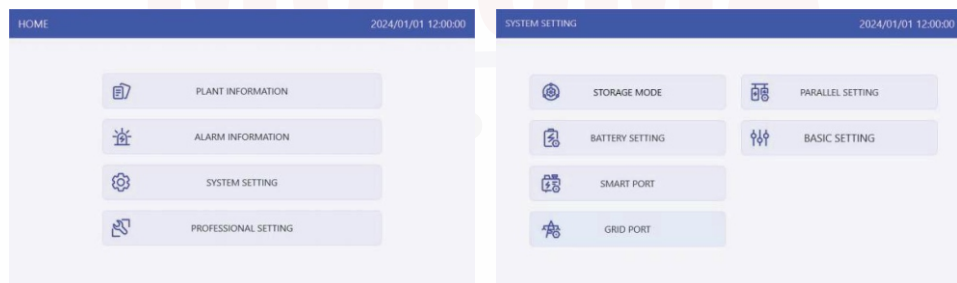 HOME 2024/01/01 12:00:00
PLANT INFORMATION
ALARM INFORMATION
SYSTEM SETTING
PROFESSIONAL SETTING
SYSTEM SETTING 2024/01/01 12:00:00
STORAGE MODE
PARALLEL SETTING
BATTERY SETTING
BASIC SETTING
SMART PORT
GRID PORT